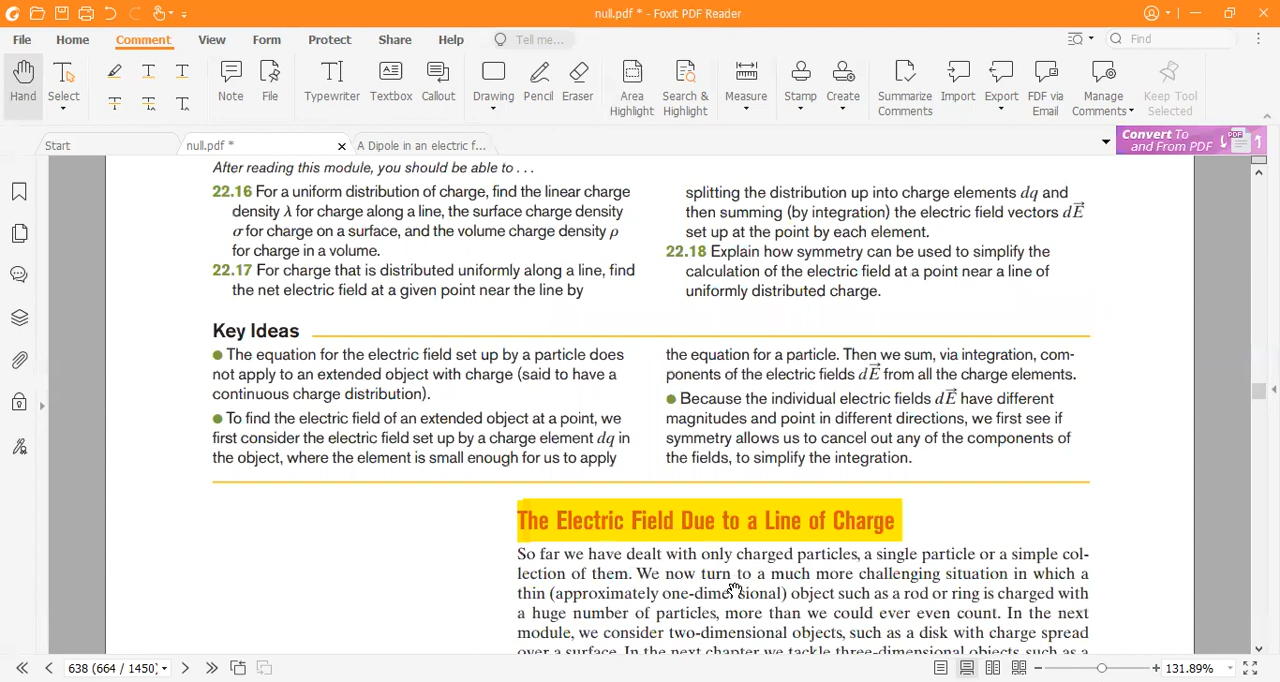 null.pdf * - Foxit PDF Reader
File Home Comment View Form Protect Share Help Tell me... Find
Hand Select Note File Typewriter Textbox Callout Drawing Pencil Eraser Area Highlight Search & Highlight Measure Stamp Create Summarize Comments Import Export PDF via Email Manage Comments Keep Tool Selected
Start null.pdf * A Dipole in an electric f... Convert To and From PDF PDF
After reading this module, you should be able to . . .
22.16 For a uniform distribution of charge, find the linear charge
density λ for charge along a line, the surface charge density
σ for charge on a surface, and the volume charge density ρ
for charge in a volume.
22.17 For charge that is distributed uniformly along a line, find
the net electric field at a given point near the line by
splitting the distribution up into charge elements dq and
then summing (by integration) the electric field vectors dE⃗
set up at the point by each element.
22.18 Explain how symmetry can be used to simplify the
calculation of the electric field at a point near a line of
uniformly distributed charge.
Key Ideas
● The equation for the electric field set up by a particle does
not apply to an extended object with charge (said to have a
continuous charge distribution).
● To find the electric field of an extended object at a point, we
first consider the electric field set up by a charge element dq in
the object, where the element is small enough for us to apply
the equation for a particle. Then we sum, via integration, com-
ponents of the electric fields dE⃗ from all the charge elements.
● Because the individual electric fields dE⃗ have different
magnitudes and point in different directions, we first see if
symmetry allows us to cancel out any of the components of
the fields, to simplify the integration.
The Electric Field Due to a Line of Charge
So far we have dealt with only charged particles, a single particle or a simple col-
lection of them. We now turn to a much more challenging situation in which a
thin (approximately one-dimensional) object such as a rod or ring is charged with
a huge number of particles, more than we could ever even count. In the next
module, we consider two-dimensional objects, such as a disk with charge spread
over a surface. In the next chapter we tackle three-dimensional objects, such as a
638 (664 / 1450) 131.89%